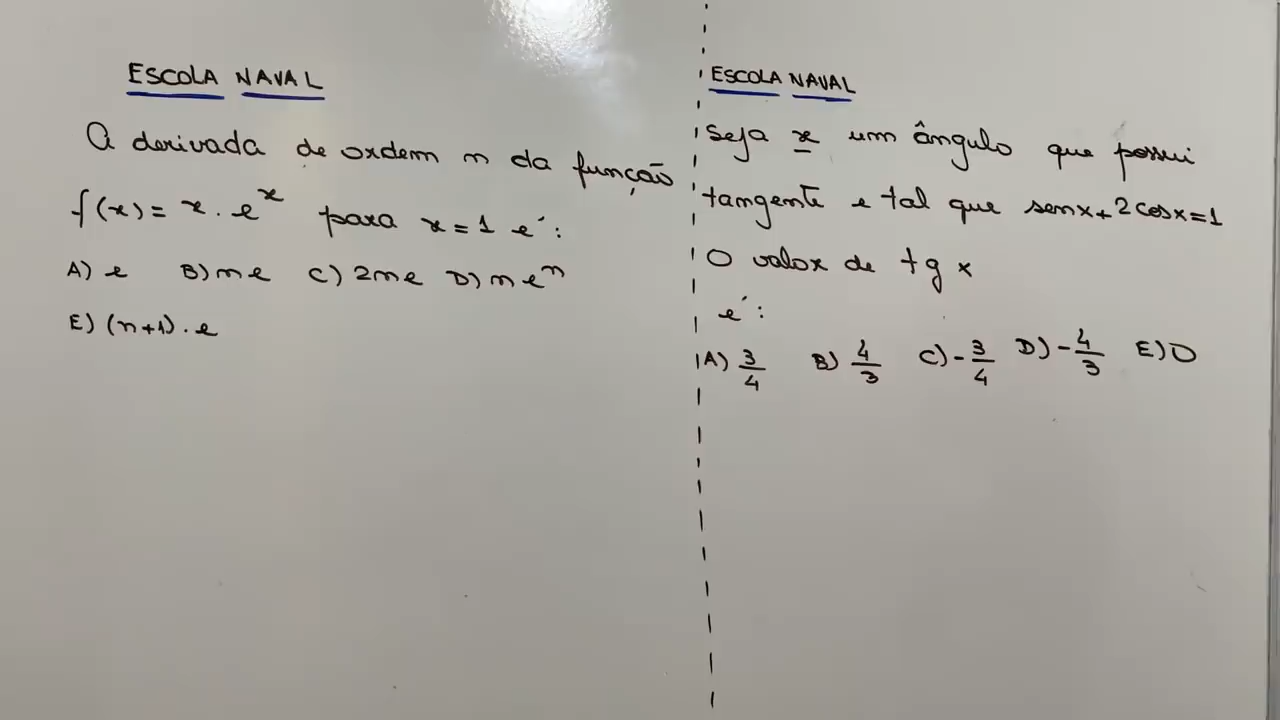 ESCOLA NAVAL
A derivada de ordem n da função
f(x) = x . e^x para x = 1 é:
A) e B) ne C) 2ne D) n e^n
E) (n+1) . e
ESCOLA NAVAL
Seja x um ângulo que possui
tangente e tal que senx + 2cosx = 1
O valor de tg x
é:
A) 3/4 B) 4/3 C) -3/4 D) -4/3 E) 0